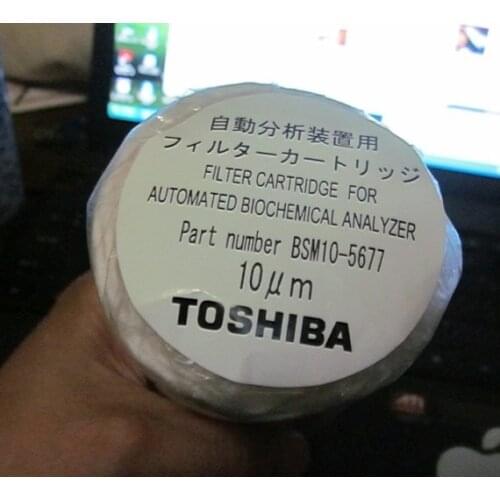 自動分析装置用
フィルターカートリッジ
FILTER CARTRIDGE FOR
AUTOMATED BIOCHEMICAL ANALYZER
Part number BSM10-5677
10μm
TOSHIBA